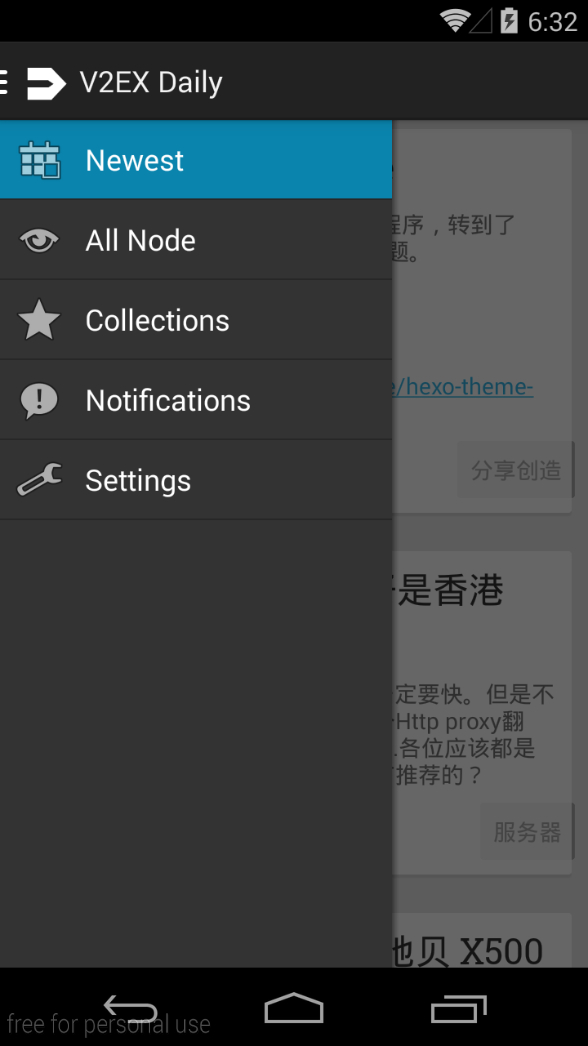 6:32
V2EX Daily
Newest
All Node
Collections
Notifications
Settings
程序，转到了
题。
e/hexo-theme-
分享创造
是香港
定要快。但是不
Http proxy翻
.各位应该都是
推荐的？
服务器
他贝 X500
free for personal use